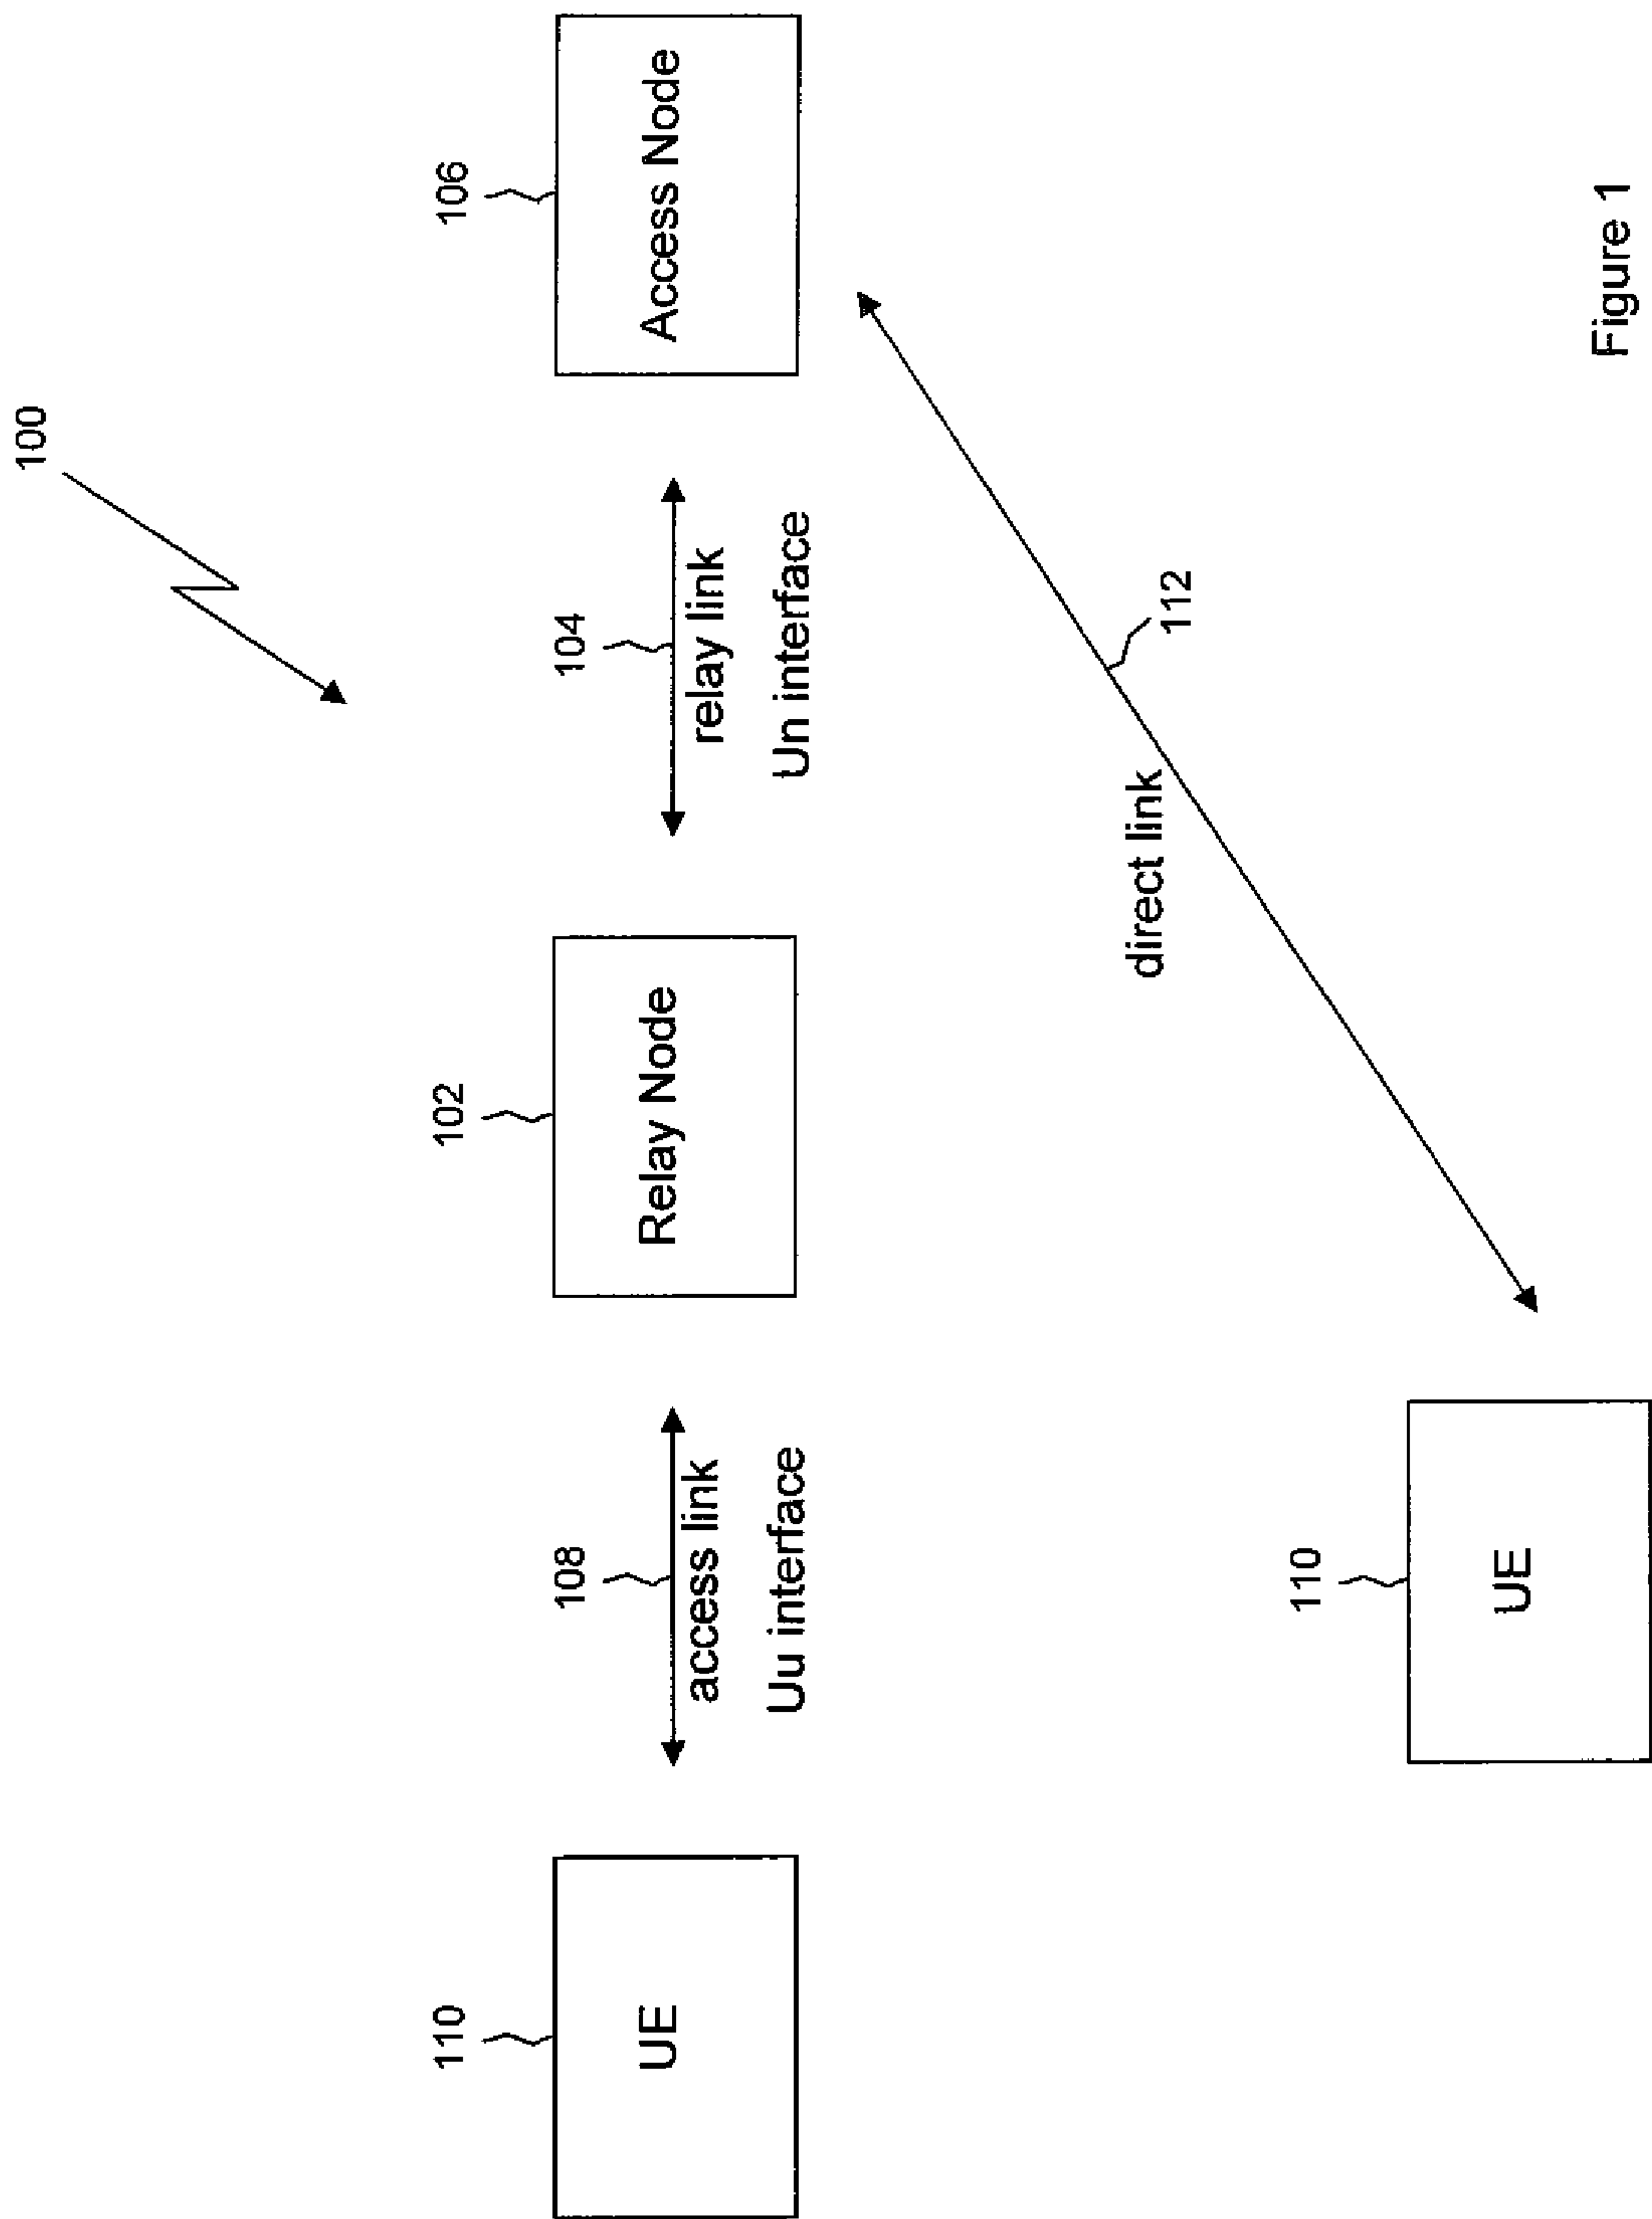 100
110
UE
108
access link
Uu interface
102
Relay Node
104
relay link
Un interface
106
Access Node
direct link
112
110
UE
Figure 1